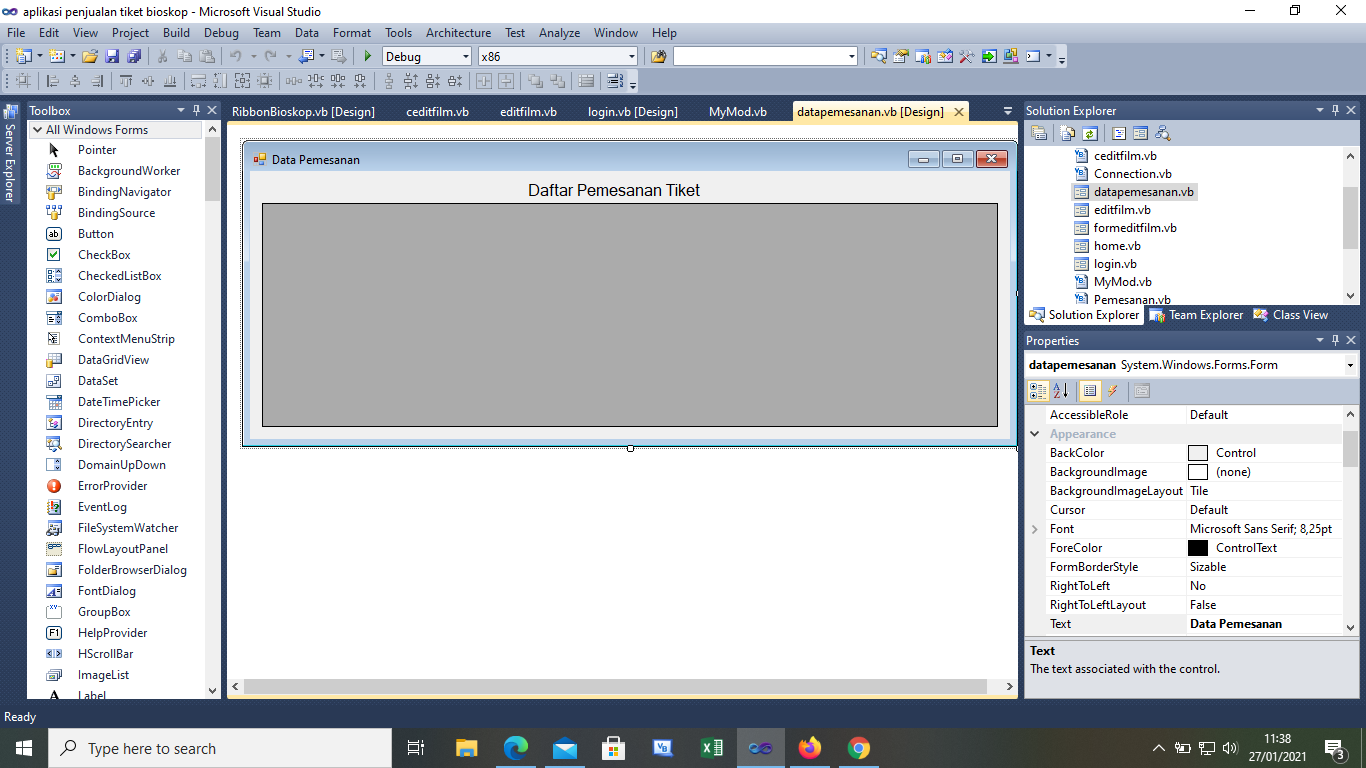 aplikasi penjualan tiket bioskop - Microsoft Visual Studio
File Edit View Project Build Debug Team Data Format Tools Architecture Test Analyze Window Help
Debug x86
Server Explorer
Toolbox
All Windows Forms
Pointer
BackgroundWorker
BindingNavigator
BindingSource
ab Button
CheckBox
CheckedListBox
ColorDialog
ComboBox
ContextMenuStrip
DataGridView
DataSet
DateTimePicker
DirectoryEntry
DirectorySearcher
DomainUpDown
ErrorProvider
EventLog
FileSystemWatcher
FlowLayoutPanel
FolderBrowserDialog
FontDialog
GroupBox
F1 HelpProvider
HScrollBar
ImageList
A Label
RibbonBioskop.vb [Design] ceditfilm.vb editfilm.vb login.vb [Design] MyMod.vb datapemesanan.vb [Design]
Data Pemesanan
Daftar Pemesanan Tiket
Solution Explorer
ceditfilm.vb
Connection.vb
datapemesanan.vb
editfilm.vb
formeditfilm.vb
home.vb
login.vb
MyMod.vb
Pemesanan.vb
Solution Explorer Team Explorer Class View
Properties
datapemesanan System.Windows.Forms.Form
AccessibleRole Default
Appearance
BackColor Control
BackgroundImage (none)
BackgroundImageLayout Tile
Cursor Default
Font Microsoft Sans Serif; 8,25pt
ForeColor ControlText
FormBorderStyle Sizable
RightToLeft No
RightToLeftLayout False
Text Data Pemesanan
Text
The text associated with the control.
Ready
Type here to search
11:38
27/01/2021
3